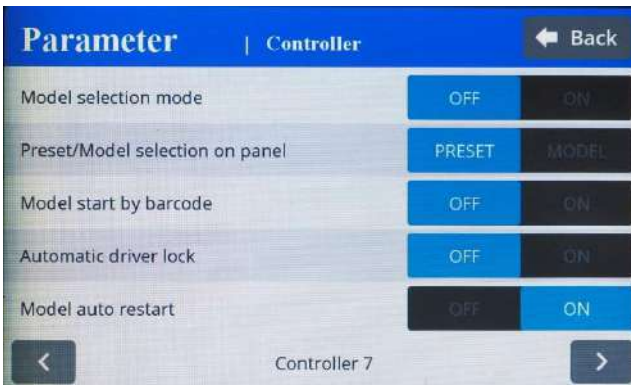 Parameter | Controller Back
Model selection mode OFF ON
Preset/Model selection on panel PRESET MODEL
Model start by barcode OFF ON
Automatic driver lock OFF ON
Model auto restart OFF ON
Controller 7